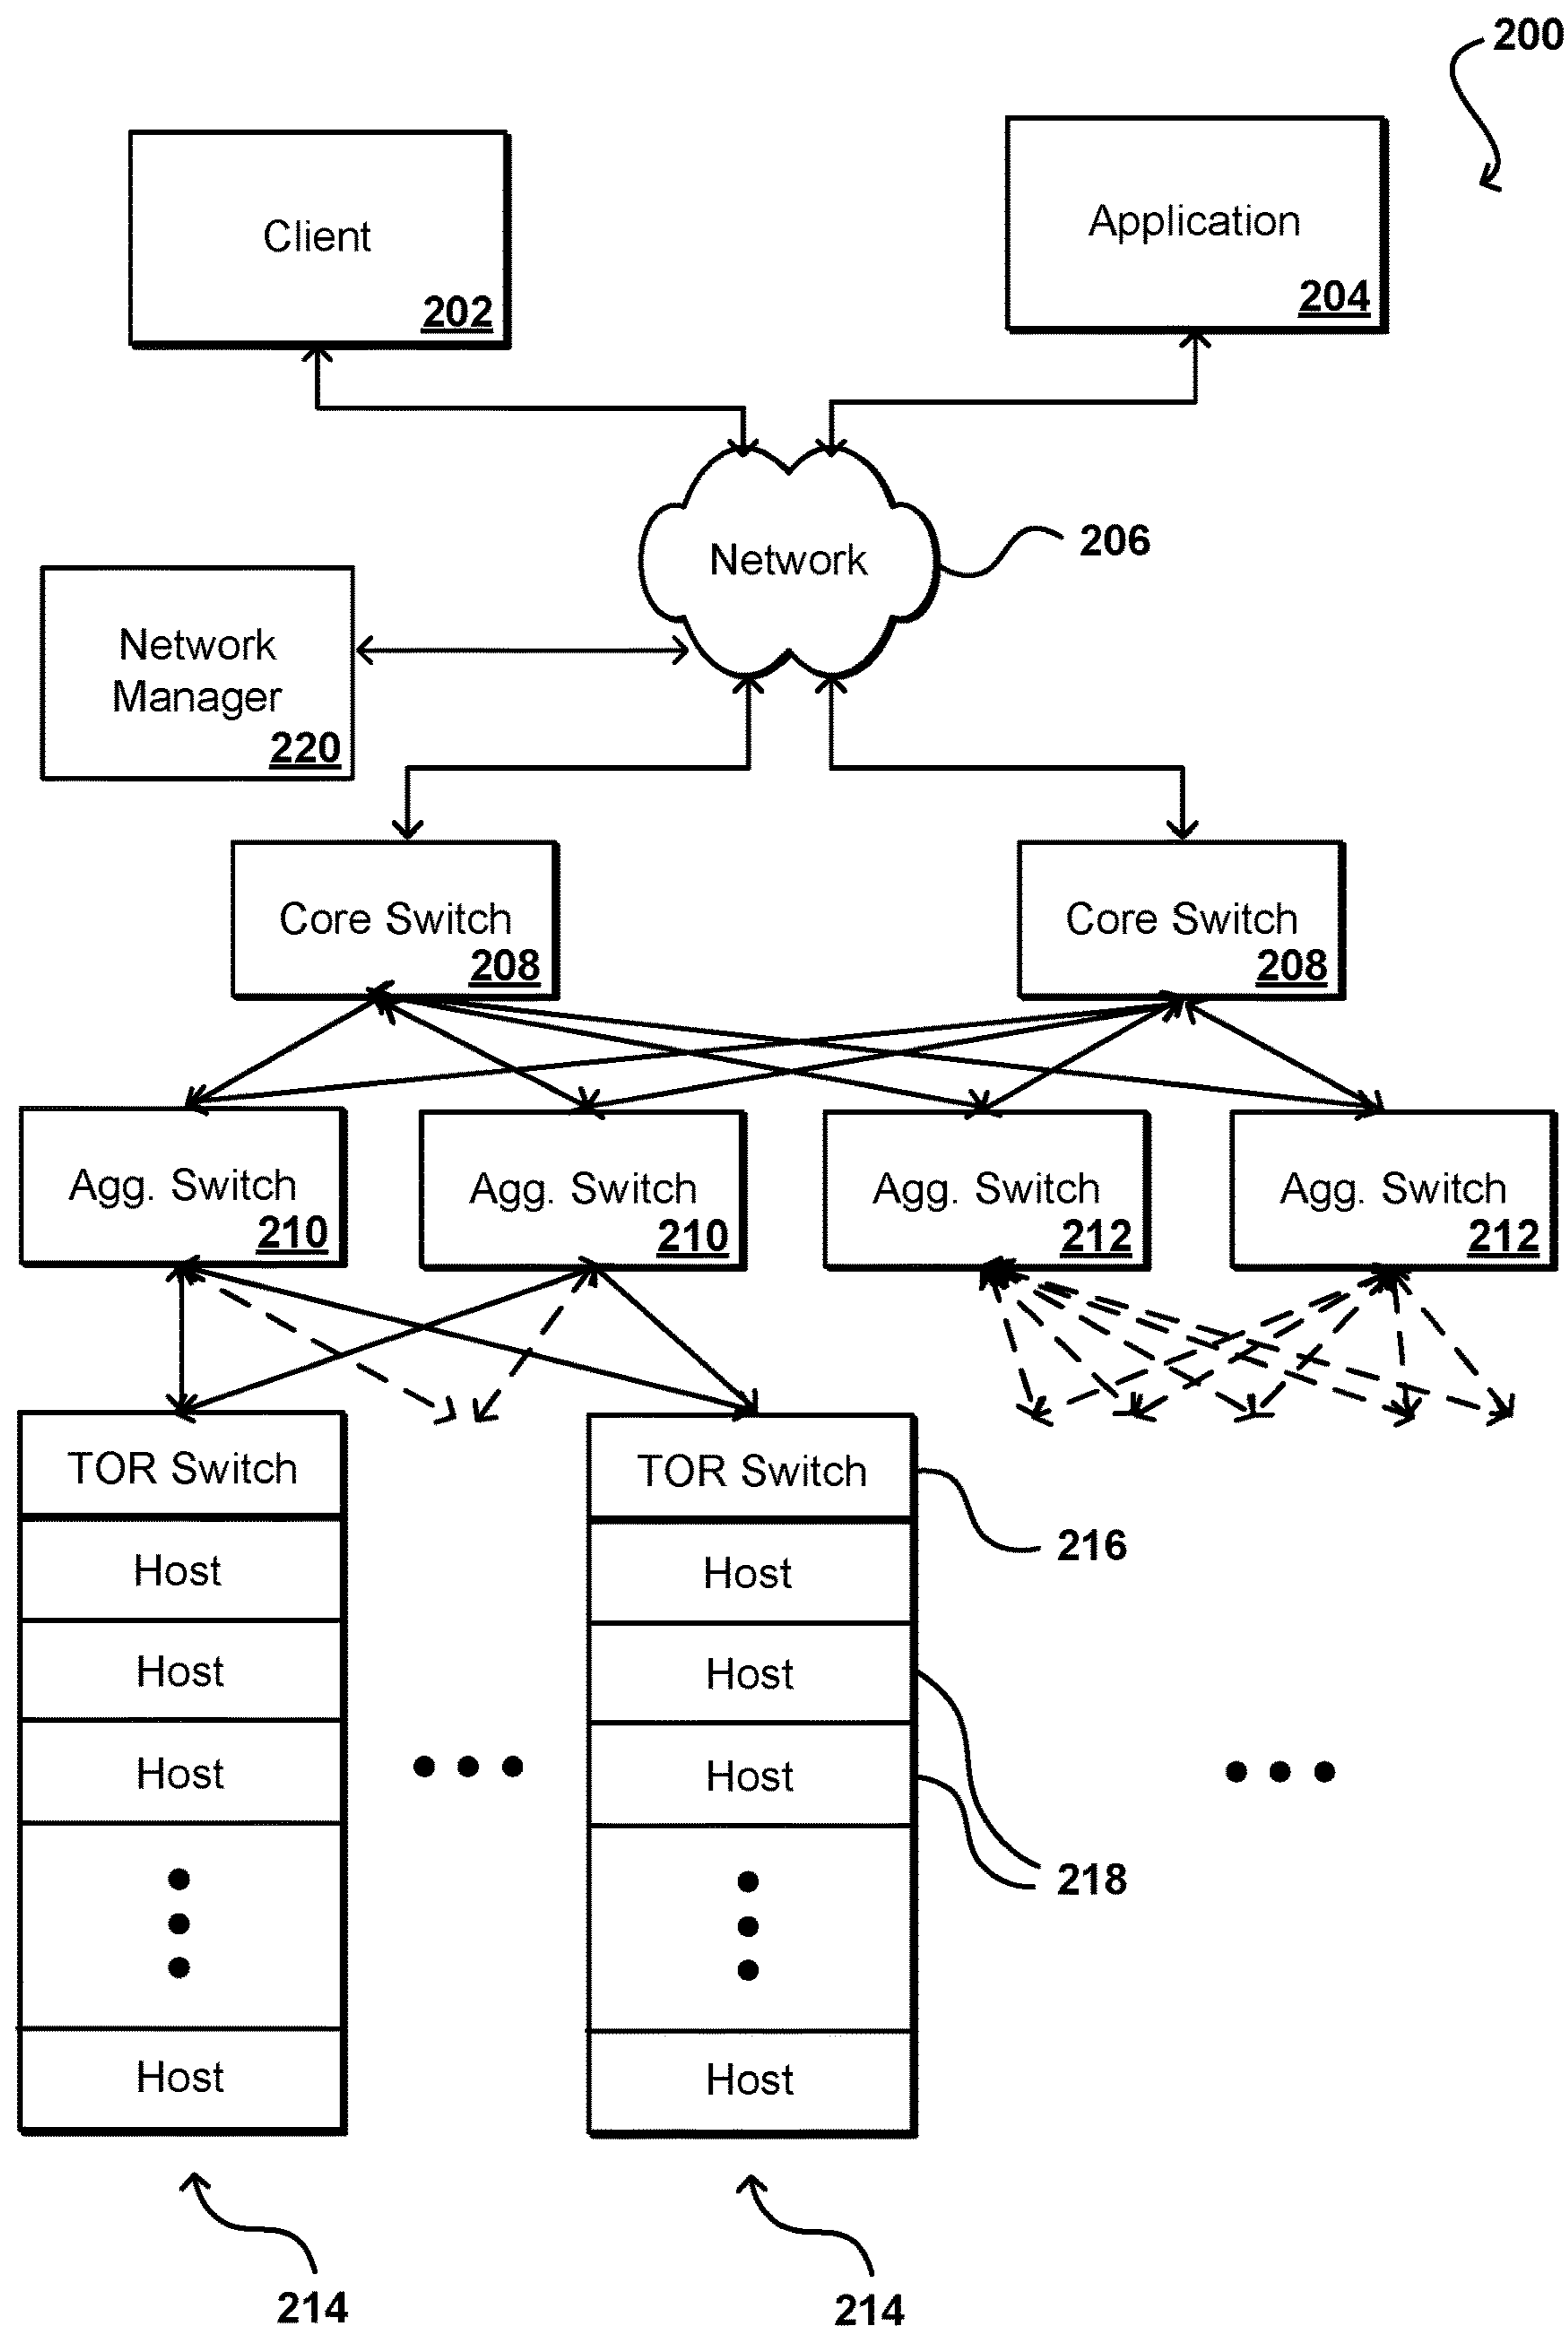 200
Client
202
Application
204
Network
206
Network
Manager
220
Core Switch
208
Core Switch
208
Agg. Switch
210
Agg. Switch
210
Agg. Switch
212
Agg. Switch
212
TOR Switch
Host
Host
Host
Host
TOR Switch
Host
Host
Host
Host
216
218
214
214